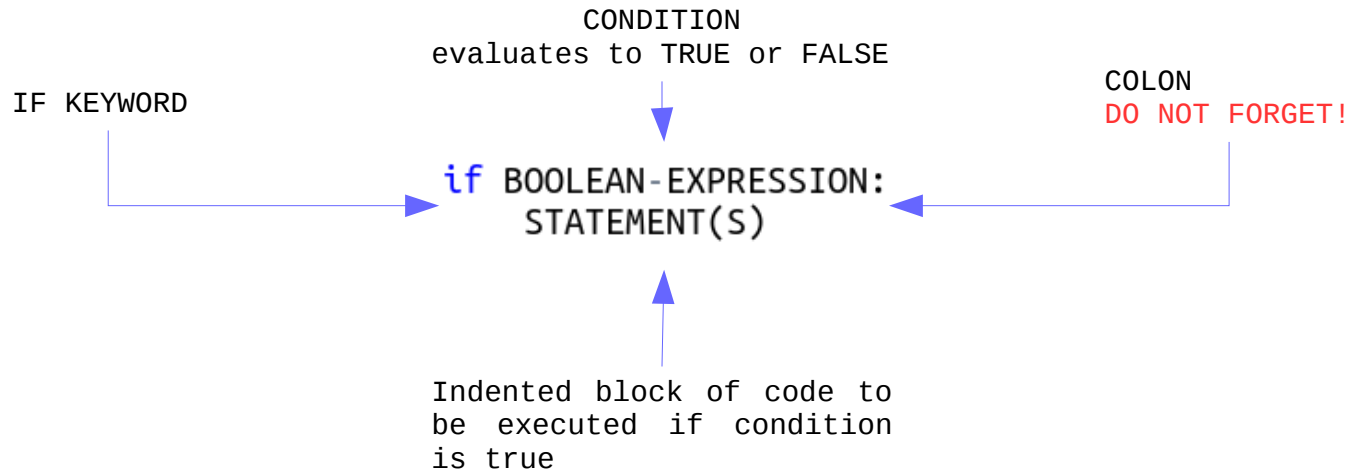 CONDITION
evaluates to TRUE or FALSE
IF KEYWORD
COLON
DO NOT FORGET!
if BOOLEAN-EXPRESSION:
STATEMENT(S)
Indented block of code to
be executed if condition
is true